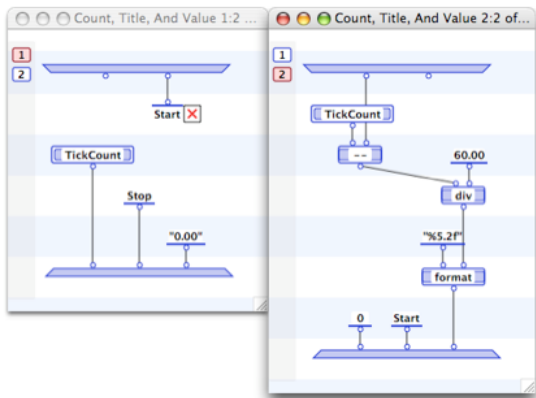 Count, Title, And Value 1:2 ...
1
2
Start
TickCount
Stop
"0.00"
Count, Title, And Value 2:2 of...
1
2
TickCount
--
60.00
div
"%5.2f"
format
0
Start